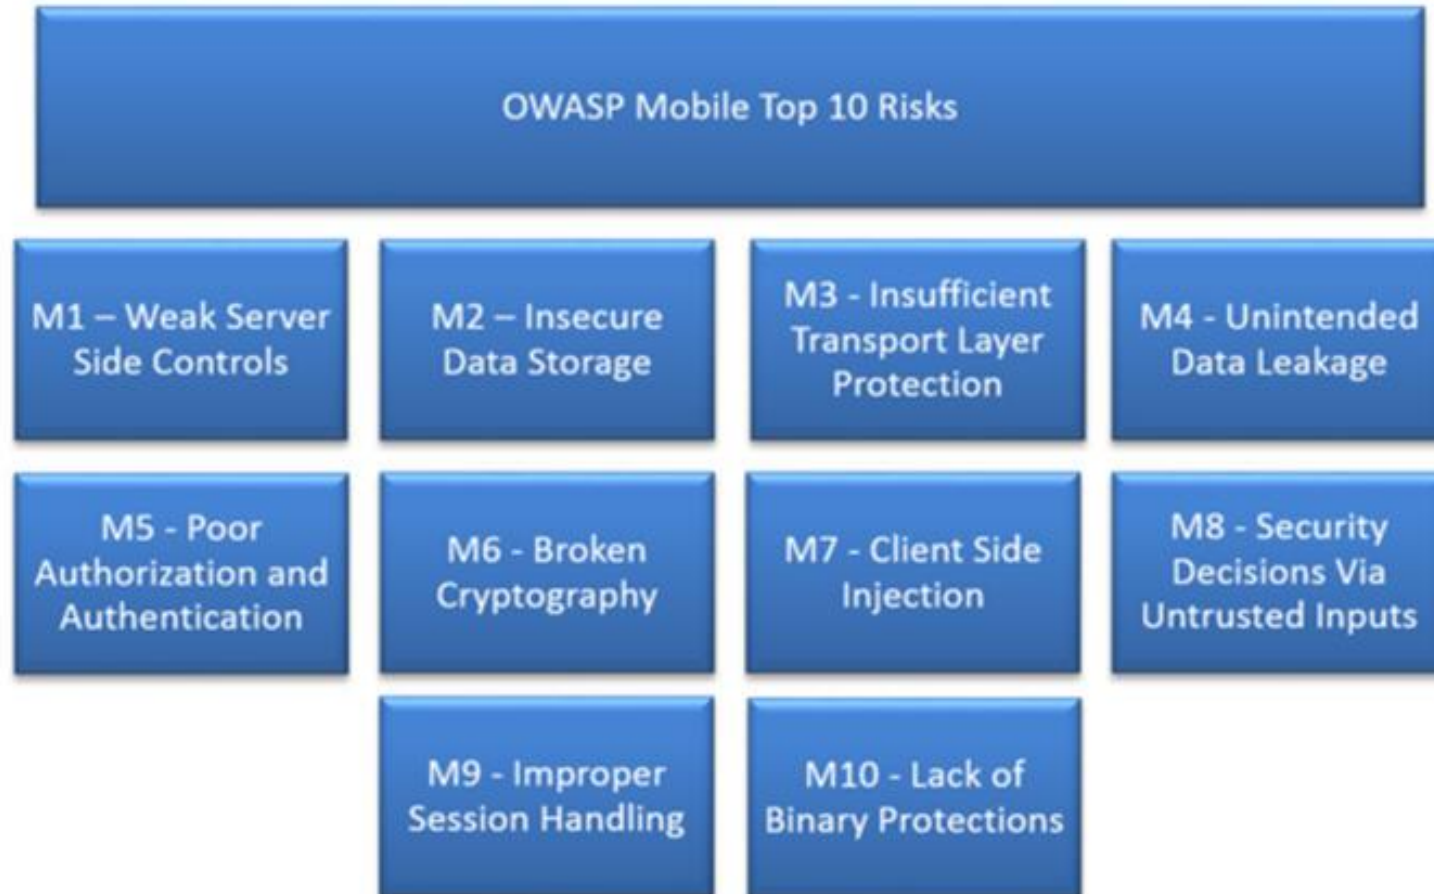 OWASP Mobile Top 10 Risks
M1 – Weak Server
Side Controls
M2 – Insecure
Data Storage
M3 - Insufficient
Transport Layer
Protection
M4 - Unintended
Data Leakage
M5 - Poor
Authorization and
Authentication
M6 - Broken
Cryptography
M7 - Client Side
Injection
M8 - Security
Decisions Via
Untrusted Inputs
M9 - Improper
Session Handling
M10 - Lack of
Binary Protections